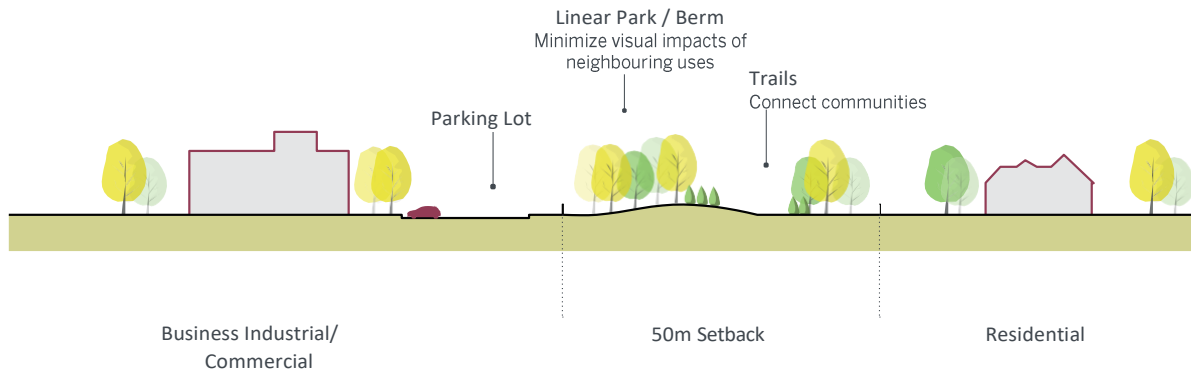 Linear Park / Berm
Minimize visual impacts of
neighbouring uses
Trails
Connect communities
Parking Lot
Business Industrial/
Commercial
50m Setback
Residential